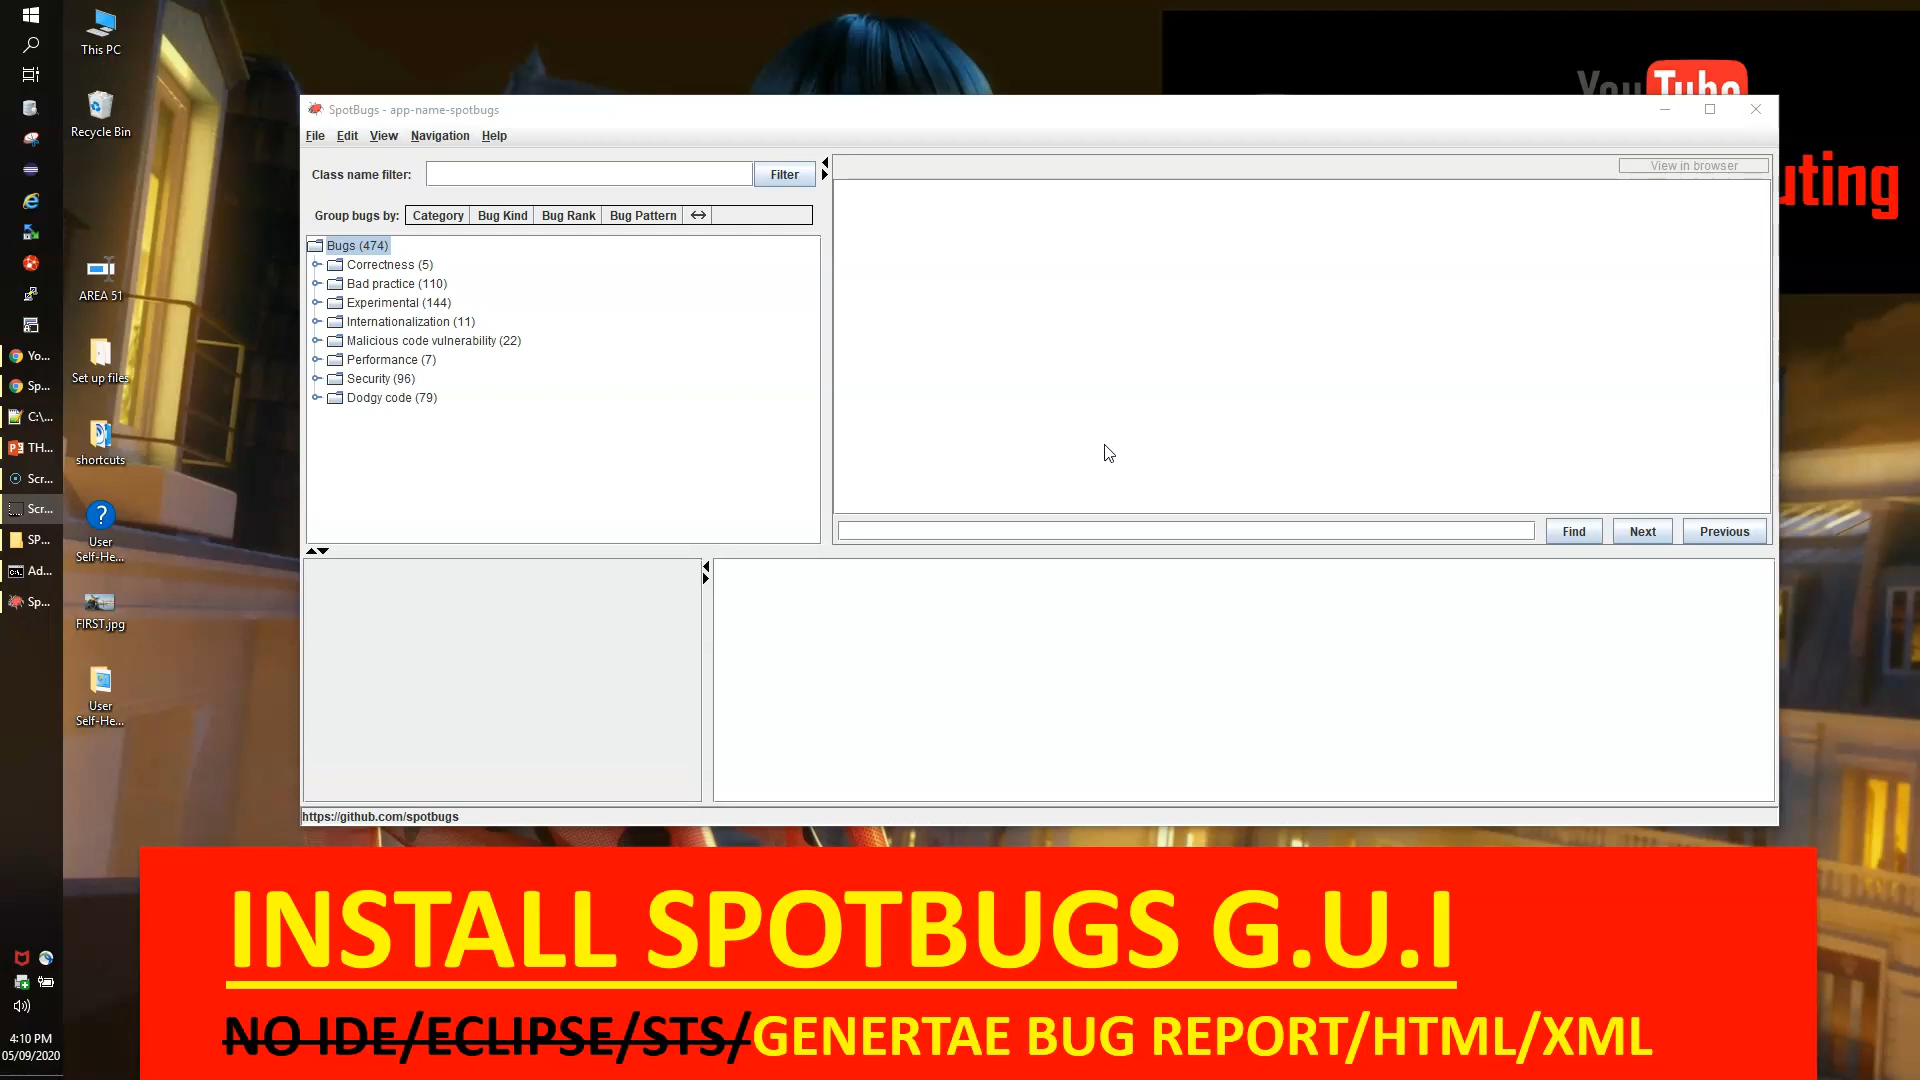 This PC
Recycle Bin
AREA 51
Set up files
shortcuts
User
Self-He...
FIRST.jpg
User
Self-He...
Yo...
Sp...
C:\...
TH...
Scr...
Scr...
SP...
Ad...
Sp...
4:10 PM
05/09/2020
YouTube
uting
SpotBugs - app-name-spotbugs
File Edit View Navigation Help
Class name filter: Filter
View in browser
Group bugs by: Category Bug Kind Bug Rank Bug Pattern ↔
Bugs (474)
Correctness (5)
Bad practice (110)
Experimental (144)
Internationalization (11)
Malicious code vulnerability (22)
Performance (7)
Security (96)
Dodgy code (79)
Find Next Previous
https://github.com/spotbugs
INSTALL SPOTBUGS G.U.I
NO IDE/ECLIPSE/STS/GENERTAE BUG REPORT/HTML/XML